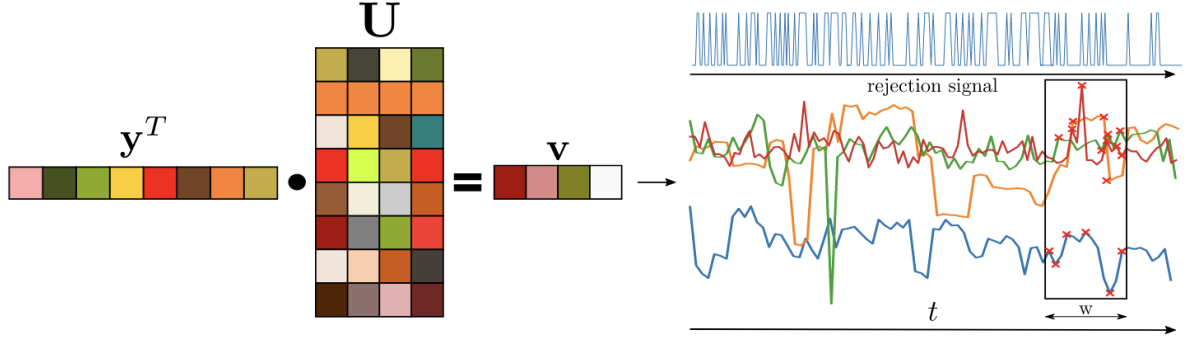 U
y^T
• = v
rejection signal
t
w